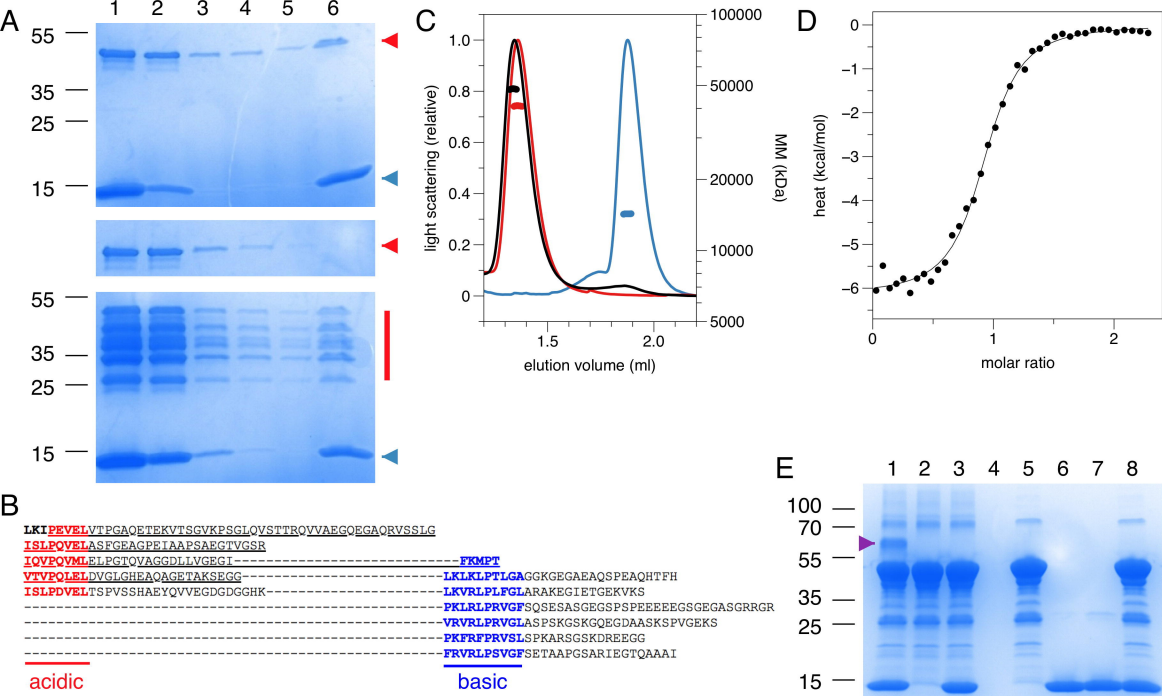 A
1 2 3 4 5 6
55
35
25
15
55
35
25
15
B
LKIPEVELVTPGAQETEKVTSGVKPSGLQVSTTRQVVAEGQEGAQRVSSLG
ISLPQVELASFGEAGPEIAAPSAEGTVGSR
IQVPQVMLELPGTQVAGGDLLVGEGI----------------------------FKMPT
VTVPQLELDVGLGHEAQAGETAKSEGG-------------------------LKLKLPTLGAGGKGEGAEAQSPEAQHTFH
ISLPDVELTSPVSSHAEYQVVEGDGDGGHK----------------------LKVRLPLFGLARAKEGIETGEKVKS
----------------------------------------------------PKLRLPRVGFSQSESASGEGSPSPEEEEEGSGEGASGRRGR
----------------------------------------------------VRVRLPRVGLASPSKGSKGQEGDAASKSPVGEKS
----------------------------------------------------PKFRFPRVSLSPKARSGSKDREEGG
----------------------------------------------------FRVRLPSVGFSETAAPGSARIEGTQAAAI
acidic basic
C
light scattering (relative)
1.0
0.8
0.6
0.4
0.2
0
100000
50000
20000
10000
5000
MM (KDa)
1.5 2.0
elution volume (ml)
D
heat (kcal/mol)
0
−1
−2
−3
−4
−5
−6
0 1 2
molar ratio
E
1 2 3 4 5 6 7 8
100
70
55
35
25
15